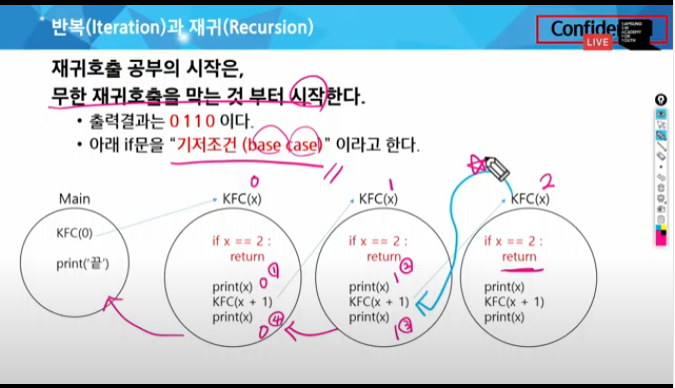 반복(Iteration)과 재귀(Recursion)
Confide
LIVE
SAMSUNG
SW ACADEMY
FOR
YOUTH
재귀호출 공부의 시작은,
무한 재귀호출을 막는 것 부터 시작한다.
• 출력결과는 0 1 1 0 이다.
• 아래 if문을 “기저조건 (base case)” 이라고 한다.
0 1 2
Main KFC(x) KFC(x) KFC(x)
KFC(0)
print('끝')
if x == 2 :
return
print(x) 0 ①
KFC(x + 1)
print(x) 0 ④
if x == 2 :
return
print(x) 1 ②
KFC(x + 1)
print(x) 1 ③
if x == 2 :
return
print(x)
KFC(x + 1)
print(x)